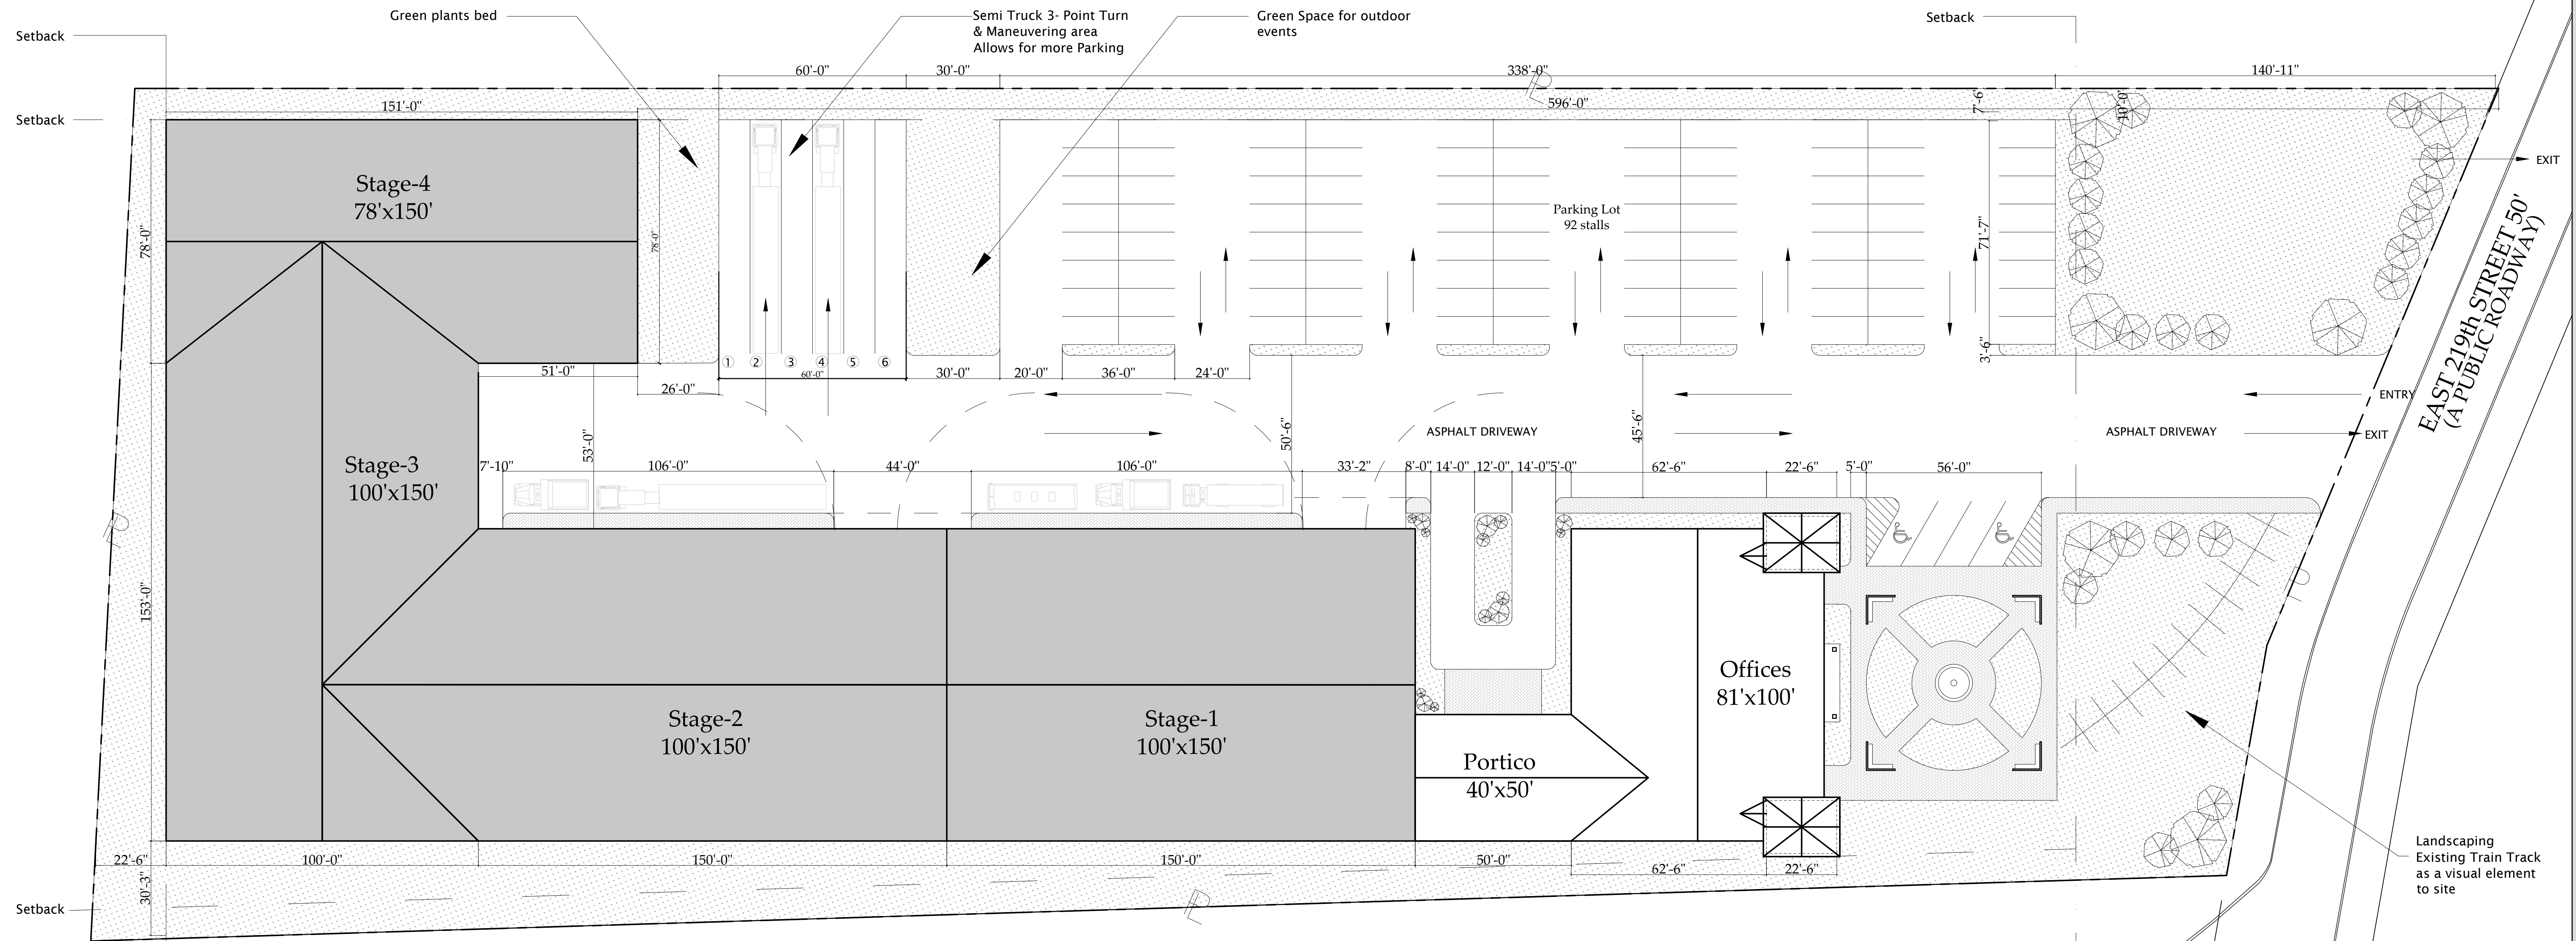 Green plants bed
Semi Truck 3- Point Turn
& Maneuvering area
Allows for more Parking
Green Space for outdoor
events
Setback
Setback
60'-0"
30'-0"
338'-0"
140'-11"
P
151'-0"
596'-0"
7'-6"
10'-0"
Setback
Stage-4
78'x150'
78'-0"
78'-0"
Parking Lot
92 stalls
71'-7"
3'-6"
EXIT
EAST 219th STREET 50'
(A PUBLIC ROADWAY)
1
2
3
4
5
6
60'-0"
51'-0"
26'-0"
30'-0"
20'-0"
36'-0"
24'-0"
ENTRY
53'-0"
50'-6"
45'-6"
ASPHALT DRIVEWAY
ASPHALT DRIVEWAY
EXIT
Stage-3
100'x150'
7'-10"
106'-0"
44'-0"
106'-0"
33'-2"
8'-0"
14'-0"
12'-0"
14'-0"
5'-0"
62'-6"
22'-6"
5'-0"
56'-0"
P
P
153'-0"
Offices
81'x100'
Stage-2
100'x150'
Stage-1
100'x150'
Portico
40'x50'
22'-6"
100'-0"
150'-0"
150'-0"
50'-0"
62'-6"
22'-6"
30'-3"
P
Setback
Landscaping
Existing Train Track
as a visual element
to site